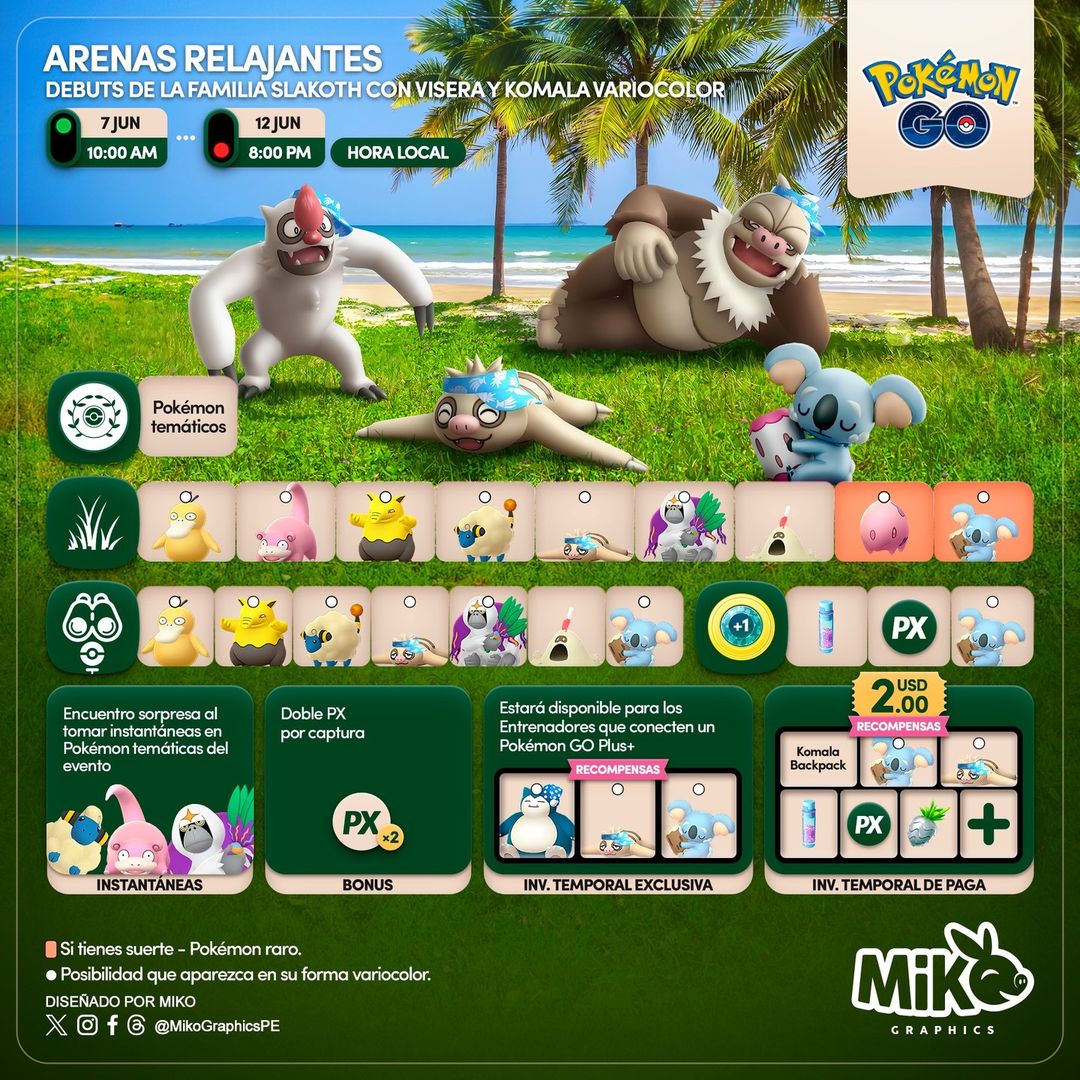 ARENAS RELAJANTES
DEBUTS DE LA FAMILIA SLAKOTH CON VISERA Y KOMALA VARIOCOLOR
POKéMON
GO
7 JUN
10:00 AM
...
12 JUN
8:00 PM
HORA LOCAL
Pokémon
temáticos
+1
PX
Encuentro sorpresa al
tomar instantáneas en
Pokémon temáticas del
evento
INSTANTÁNEAS
Doble PX
por captura
PX
x2
BONUS
Estará disponible para los
Entrenadores que conecten un
Pokémon GO Plus+
RECOMPENSAS
INV. TEMPORAL EXCLUSIVA
2 USD
.00
RECOMPENSAS
Komala
Backpack
PX
+
INV. TEMPORAL DE PAGA
Si tienes suerte - Pokémon raro.
Posibilidad que aparezca en su forma variocolor.
DISEÑADO POR MIKO
@MikoGraphicsPE
MiKO
GRAPHICS